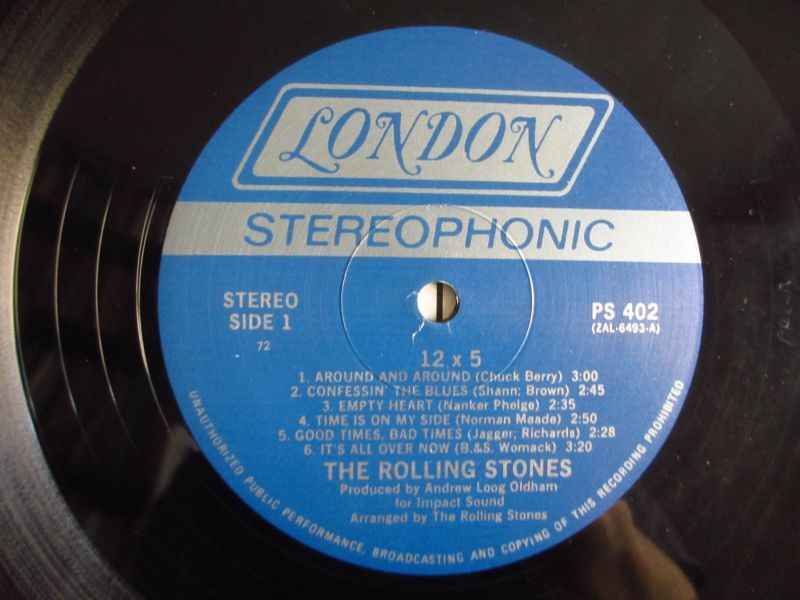 LONDON
STEREOPHONIC
STEREO
SIDE 1
72
PS 402
(ZAL-6493-A)
12 x 5
1. AROUND AND AROUND (Chuck Berry) 3:00
2. CONFESSIN' THE BLUES (Shann; Brown) 2:45
3. EMPTY HEART (Nanker Phelge) 2:35
4. TIME IS ON MY SIDE (Norman Meade) 2:50
5. GOOD TIMES, BAD TIMES (Jagger; Richards) 2:28
6. IT'S ALL OVER NOW (B.&S. Womack) 3:20
THE ROLLING STONES
Produced by Andrew Loog Oldham
for Impact Sound
Arranged by The Rolling Stones
UNAUTHORIZED PUBLIC PERFORMANCE, BROADCASTING AND COPYING OF THIS RECORDING PROHIBITED